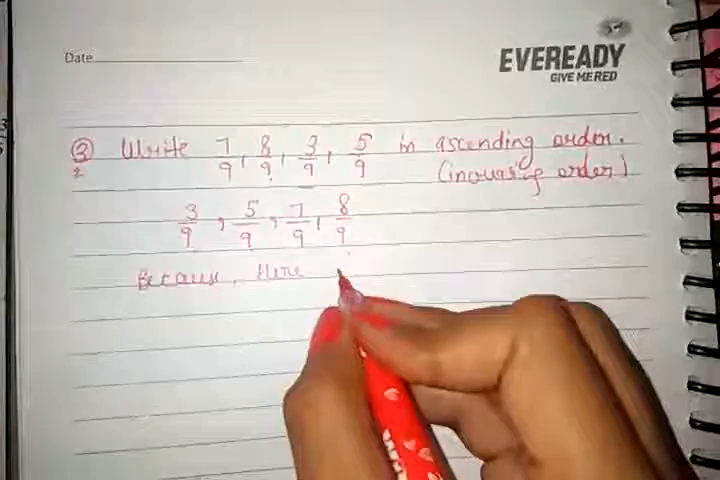 Date
EVEREADY
GIVE ME RED
③ Write 7/9, 8/9, 3/9, 5/9 in ascending order.
2 (increasing order)
3/9, 5/9, 7/9, 8/9
Because, Here